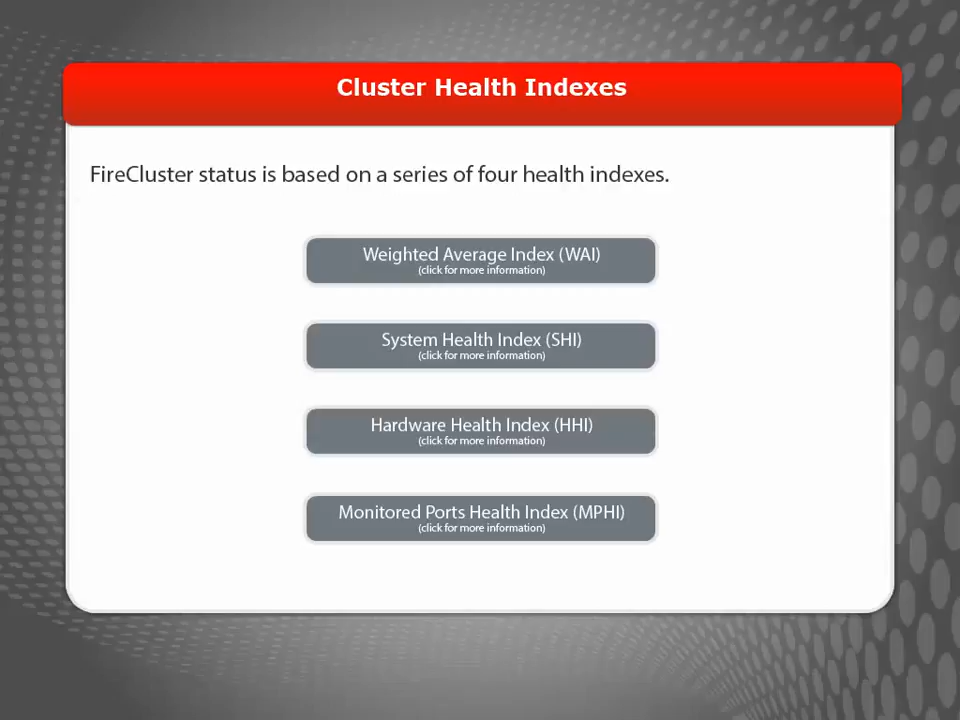 Cluster Health Indexes
FireCluster status is based on a series of four health indexes.
Weighted Average Index (WAI)
(click for more information)
System Health Index (SHI)
(click for more information)
Hardware Health Index (HHI)
(click for more information)
Monitored Ports Health Index (MPHI)
(click for more information)